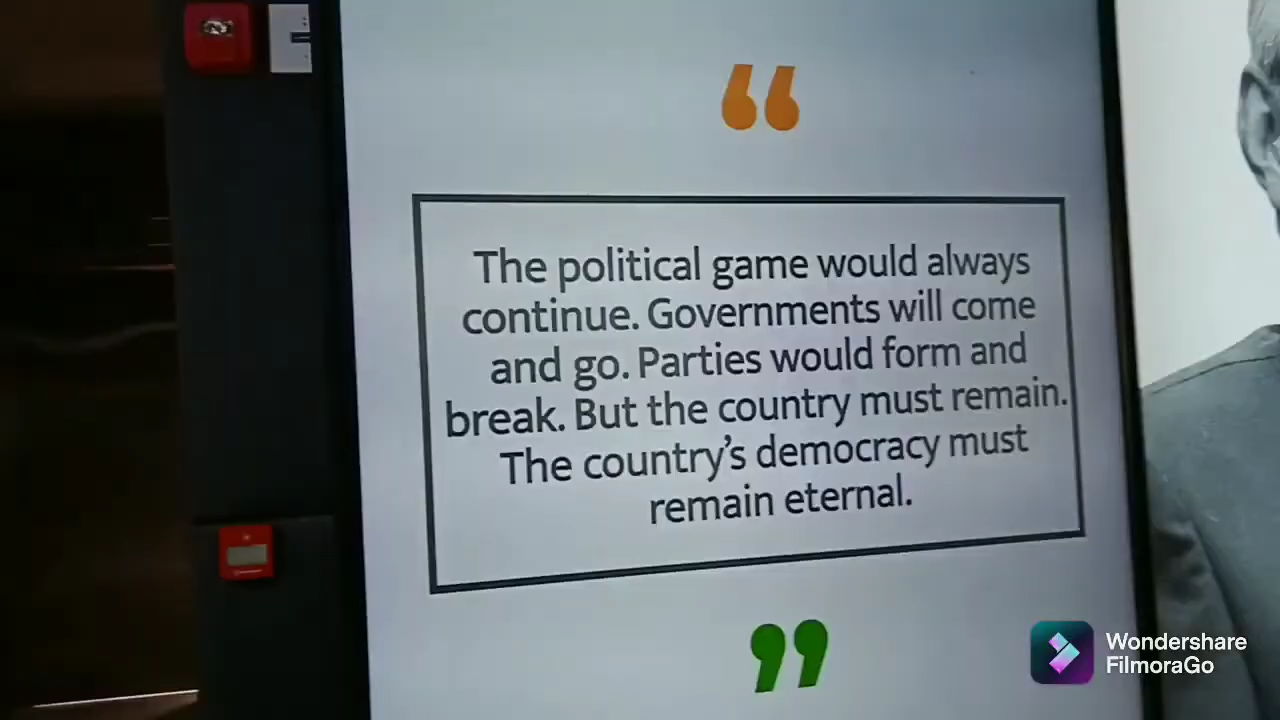 The political game would always
continue. Governments will come
and go. Parties would form and
break. But the country must remain.
The country's democracy must
remain eternal.
Wondershare
FilmoraGo